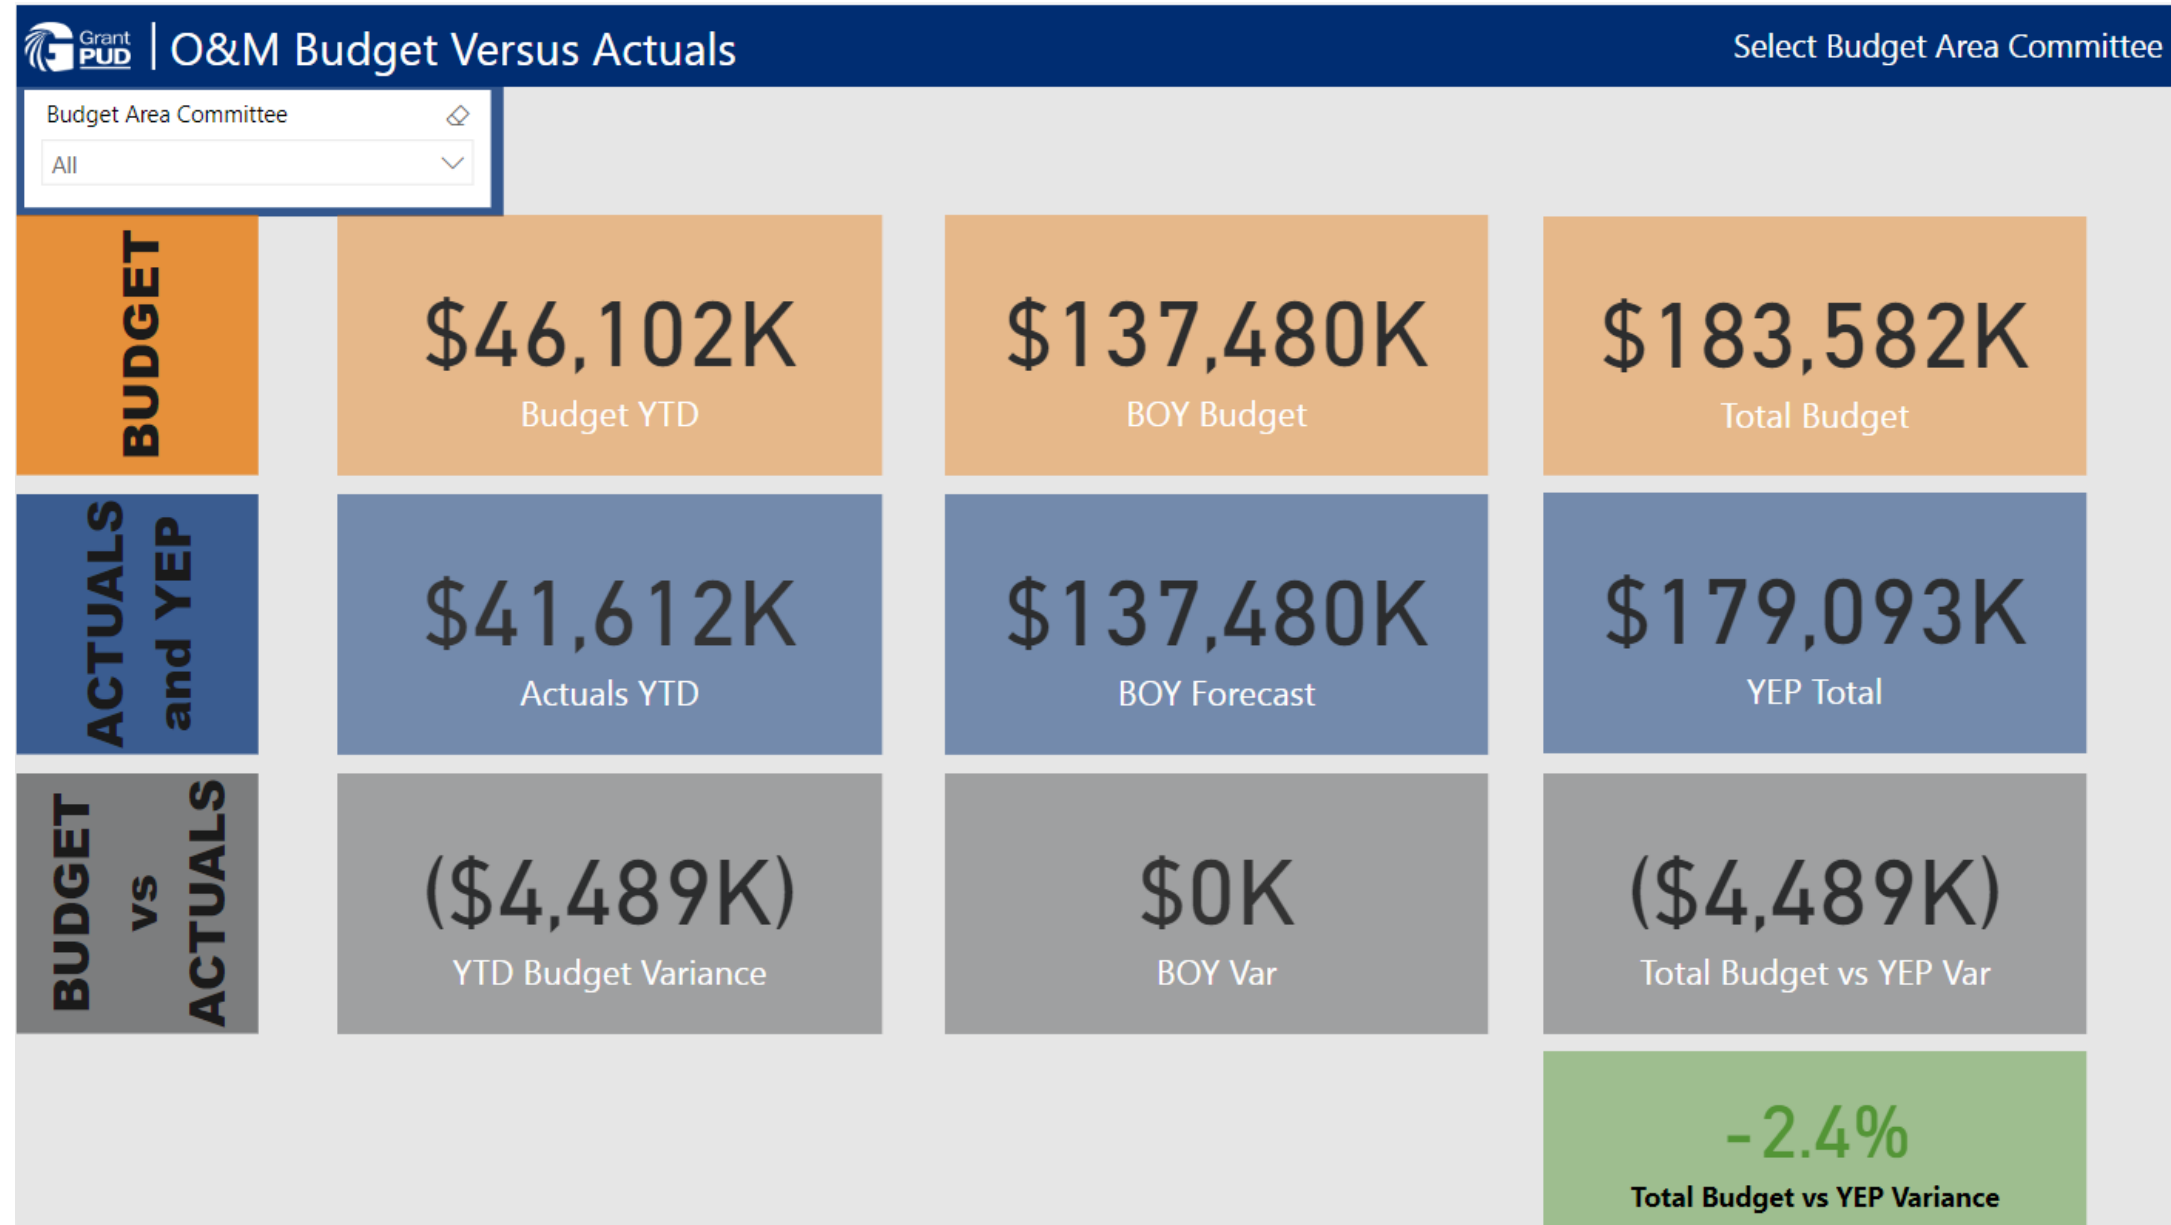 Grant
PUD
O&M Budget Versus Actuals
Select Budget Area Committee
Budget Area Committee
All
BUDGET
$46,102K
Budget YTD
$137,480K
BOY Budget
$183,582K
Total Budget
ACTUALS
and YEP
$41,612K
Actuals YTD
$137,480K
BOY Forecast
$179,093K
YEP Total
BUDGET
vs
ACTUALS
($4,489K)
YTD Budget Variance
$0K
BOY Var
($4,489K)
Total Budget vs YEP Var
-2.4%
Total Budget vs YEP Variance